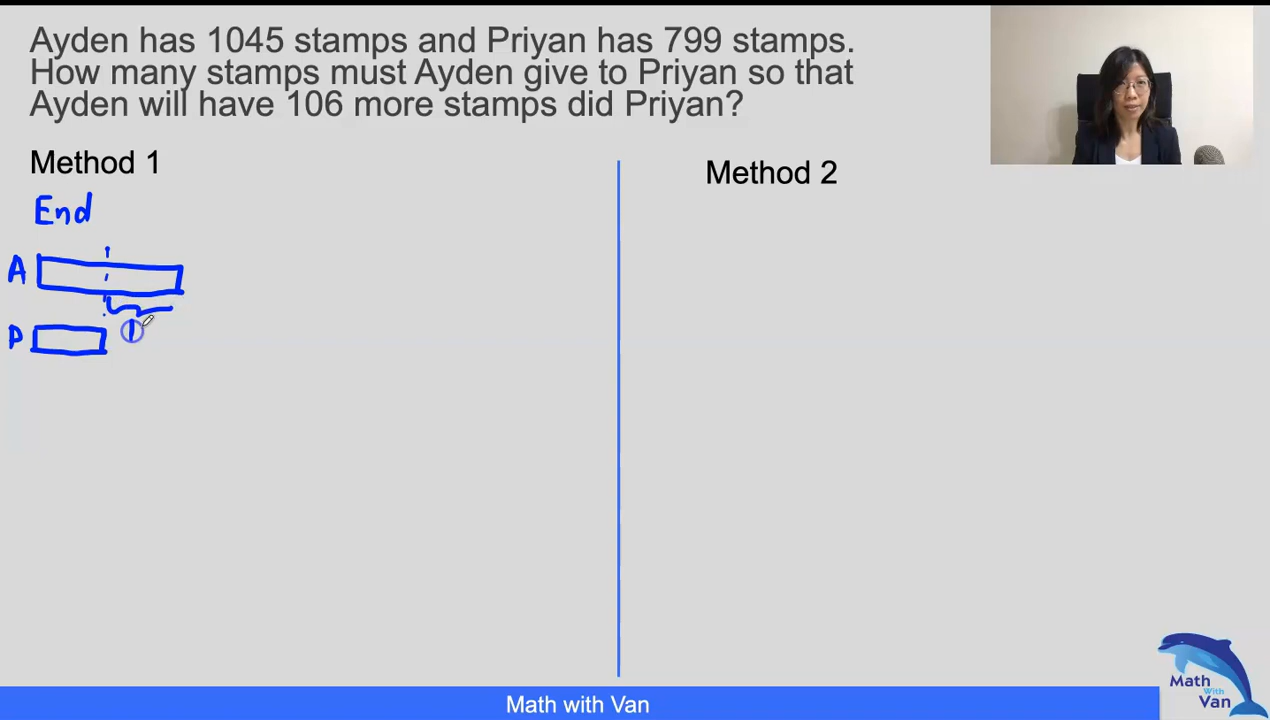 Ayden has 1045 stamps and Priyan has 799 stamps.
How many stamps must Ayden give to Priyan so that
Ayden will have 106 more stamps did Priyan?
Method 1
Method 2
End
A
P
1
Math with Van
Math
With
Van